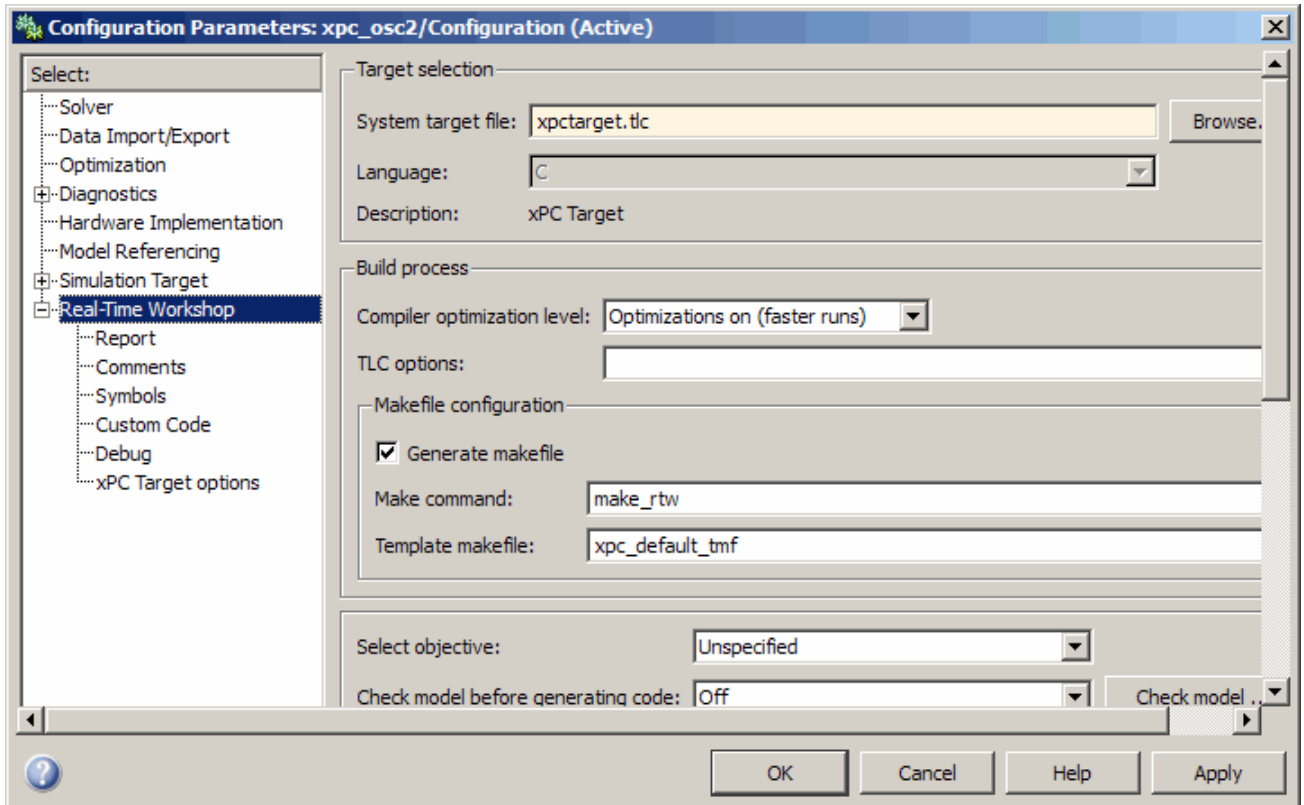 Configuration Parameters: xpc_osc2/Configuration (Active)
Select:
Solver
Data Import/Export
Optimization
Diagnostics
Hardware Implementation
Model Referencing
Simulation Target
Real-Time Workshop
Report
Comments
Symbols
Custom Code
Debug
xPC Target options
Target selection
System target file: xpctarget.tlc Browse.
Language: C
Description: xPC Target
Build process
Compiler optimization level: Optimizations on (faster runs)
TLC options:
Makefile configuration
Generate makefile
Make command: make_rtw
Template makefile: xpc_default_tmf
Select objective: Unspecified
Check model before generating code: Off Check model ..
OK Cancel Help Apply